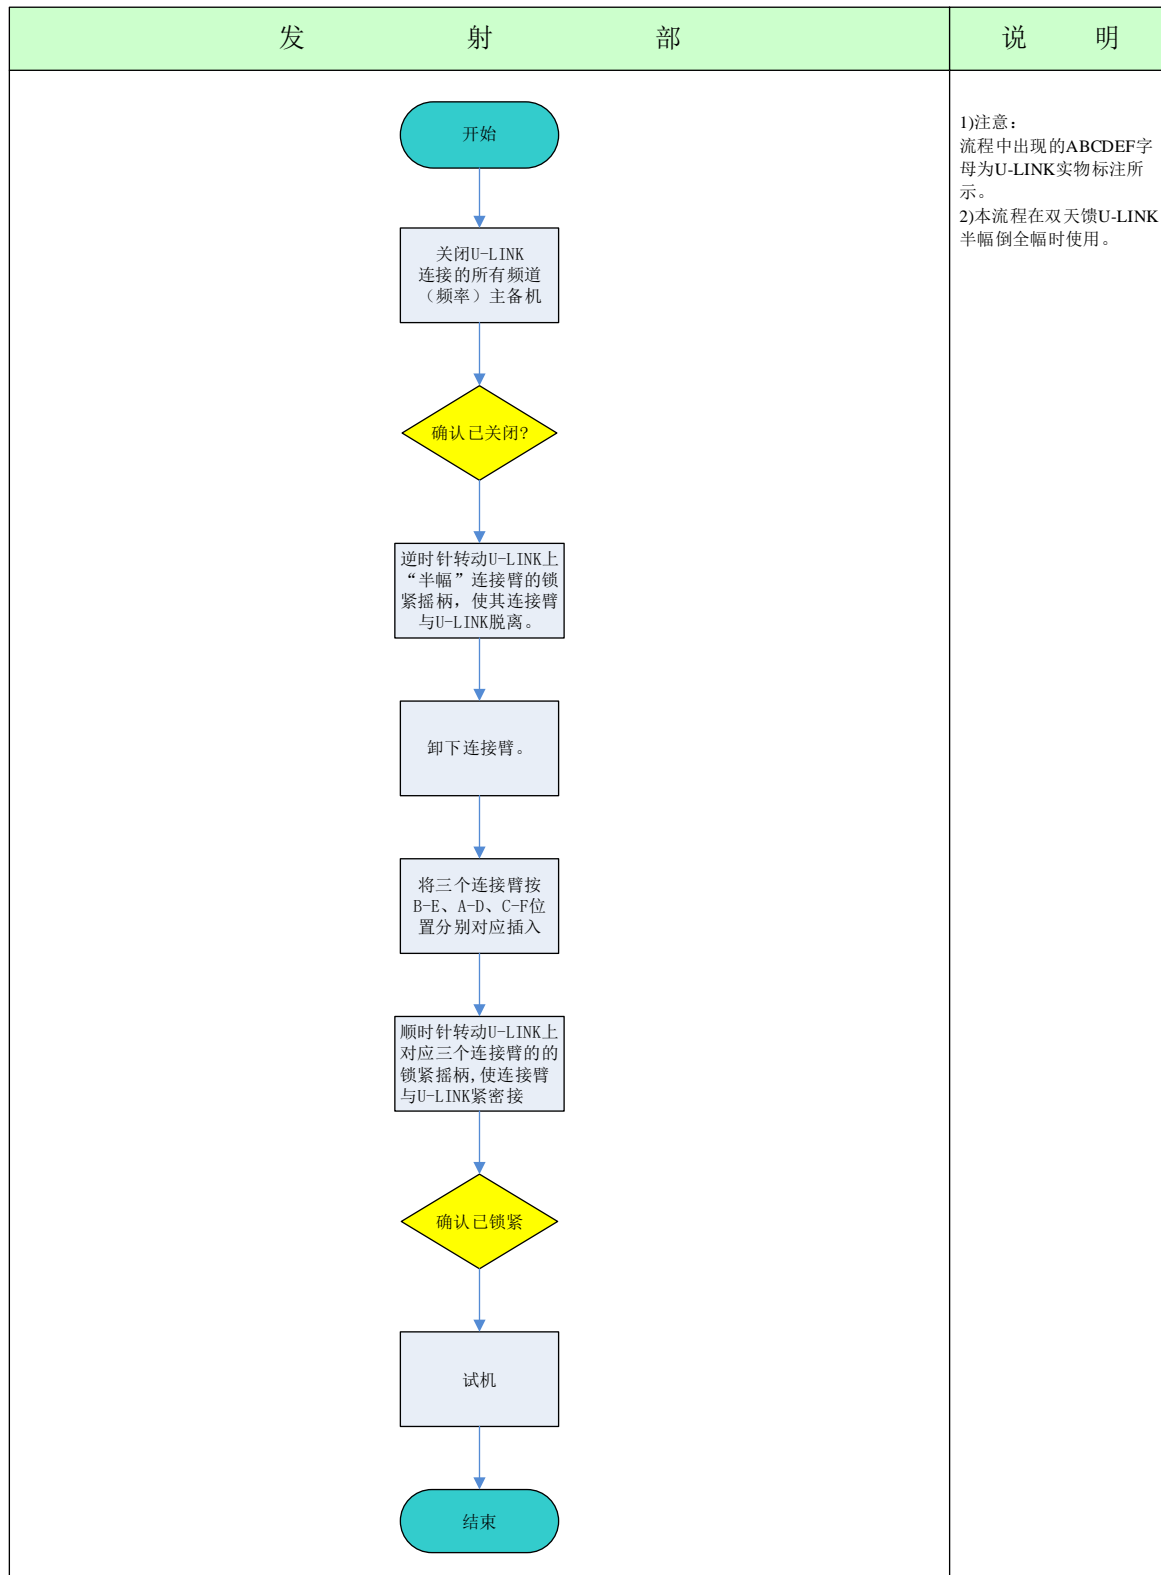 发 射 部
说 明
开始
关闭U-LINK
连接的所有频道
（频率）主备机
确认已关闭?
逆时针转动U-LINK上
“半幅”连接臂的锁
紧摇柄，使其连接臂
与U-LINK脱离。
卸下连接臂。
将三个连接臂按
B-E、A-D、C-F位
置分别对应插入
顺时针转动U-LINK上
对应三个连接臂的的
锁紧摇柄,使连接臂
与U-LINK紧密接
确认已锁紧
试机
结束
1)注意：
流程中出现的ABCDEF字
母为U-LINK实物标注所
示。
2)本流程在双天馈U-LINK
半幅倒全幅时使用。